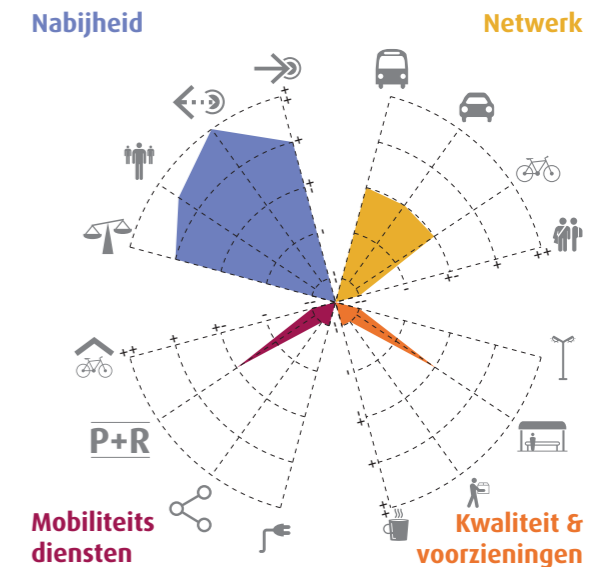 Nabijheid
Netwerk
++
+
+
-
--
--
-
+
+
++
++
+
+
-
--
--
-
+
+
++
P+R
Mobiliteits
diensten
Kwaliteit &
voorzieningen